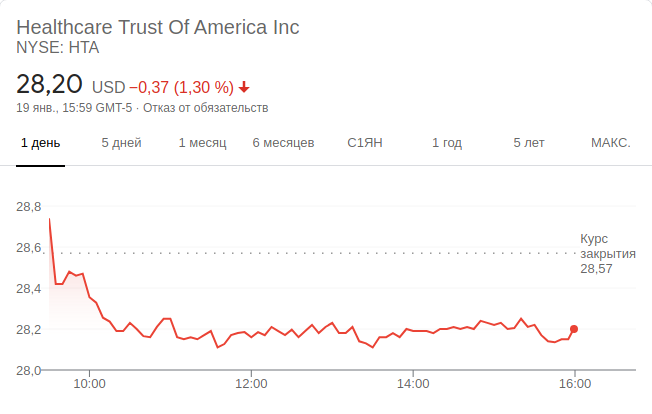 Healthcare Trust Of America Inc
NYSE: HTA
28,20 USD −0,37 (1,30 %)
19 янв., 15:59 GMT-5 · Отказ от обязательств
1 день 5 дней 1 месяц 6 месяцев С1ЯН 1 год 5 лет МАКС.
28,8
28,6
28,4
28,2
28,0
Курс
закрытия
28,57
10:00 12:00 14:00 16:00